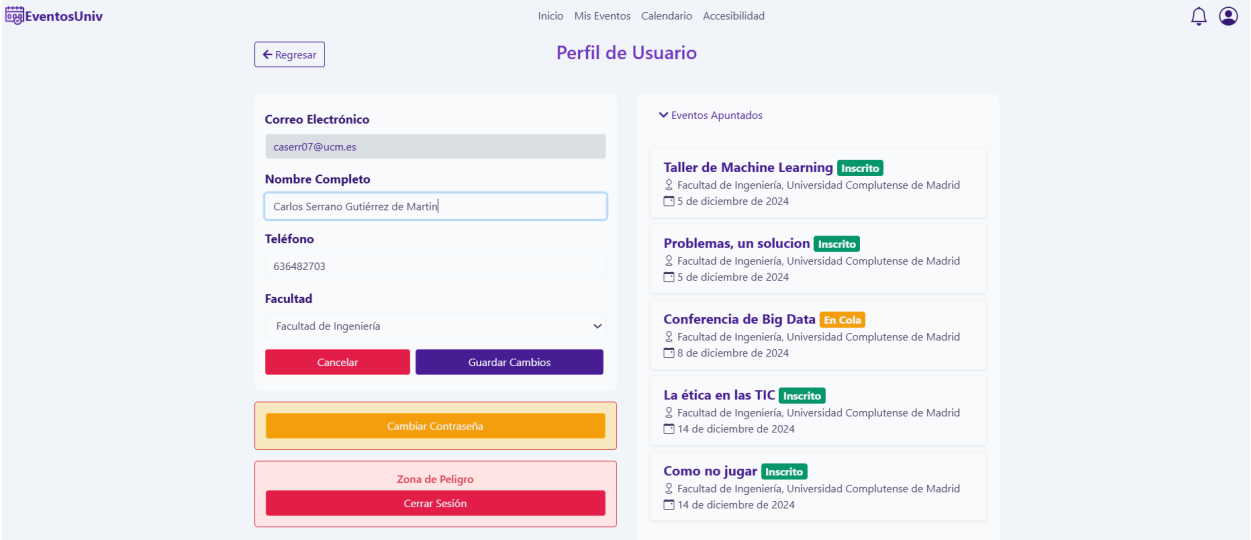 EventosUniv
Inicio Mis Eventos Calendario Accesibilidad
Regresar
Perfil de Usuario
Correo Electrónico
caserr07@ucm.es
Nombre Completo
Carlos Serrano Gutiérrez de Martin
Teléfono
636482703
Facultad
Facultad de Ingeniería
Cancelar
Guardar Cambios
Cambiar Contraseña
Zona de Peligro
Cerrar Sesión
Eventos Apuntados
Taller de Machine Learning Inscrito
Facultad de Ingeniería, Universidad Complutense de Madrid
5 de diciembre de 2024
Problemas, un solucion Inscrito
Facultad de Ingeniería, Universidad Complutense de Madrid
5 de diciembre de 2024
Conferencia de Big Data En Cola
Facultad de Ingeniería, Universidad Complutense de Madrid
8 de diciembre de 2024
La ética en las TIC Inscrito
Facultad de Ingeniería, Universidad Complutense de Madrid
14 de diciembre de 2024
Como no jugar Inscrito
Facultad de Ingeniería, Universidad Complutense de Madrid
14 de diciembre de 2024